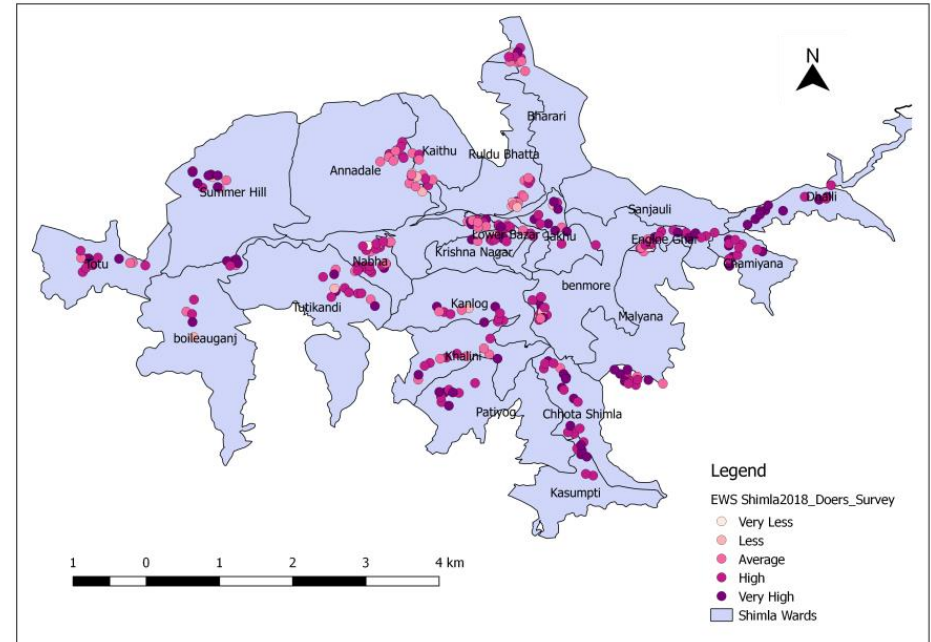 N
Bharari
Kaithu
Ruldu Bhatta
Annadale
Summer Hill
Dhalli
Sanjauli
Lower Bazar
Jakhu
Engine Ghar
Krishna Nagar
Totu
Nabha
Chamiyana
benmore
Kanlog
Tutikandi
Malyana
boileauganj
Khalini
Patiyog
Chhota Shimla
Kasumpti
Legend
EWS Shimla2018_Doers_Survey
Very Less
Less
Average
High
Very High
Shimla Wards
1 0 1 2 3 4 km